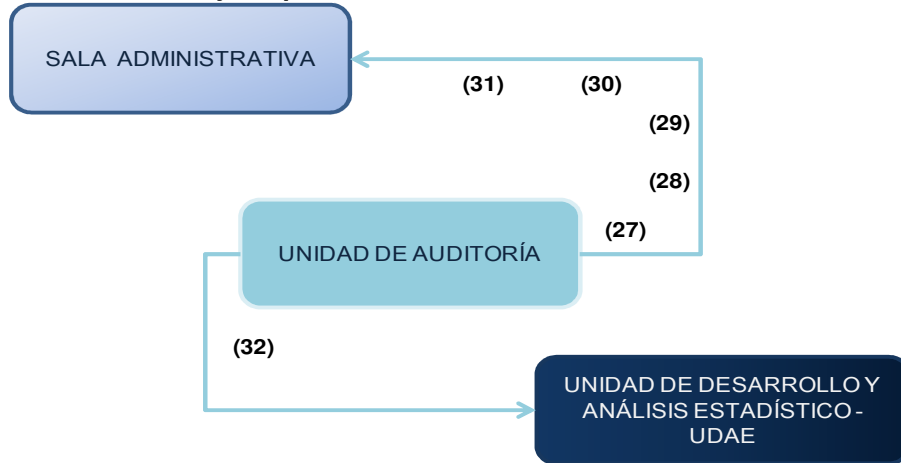 SALA ADMINISTRATIVA
(31)
(30)
(29)
(28)
(27)
UNIDAD DE AUDITORÍA
(32)
UNIDAD DE DESARROLLO Y
ANÁLISIS ESTADÍSTICO -
UDAE